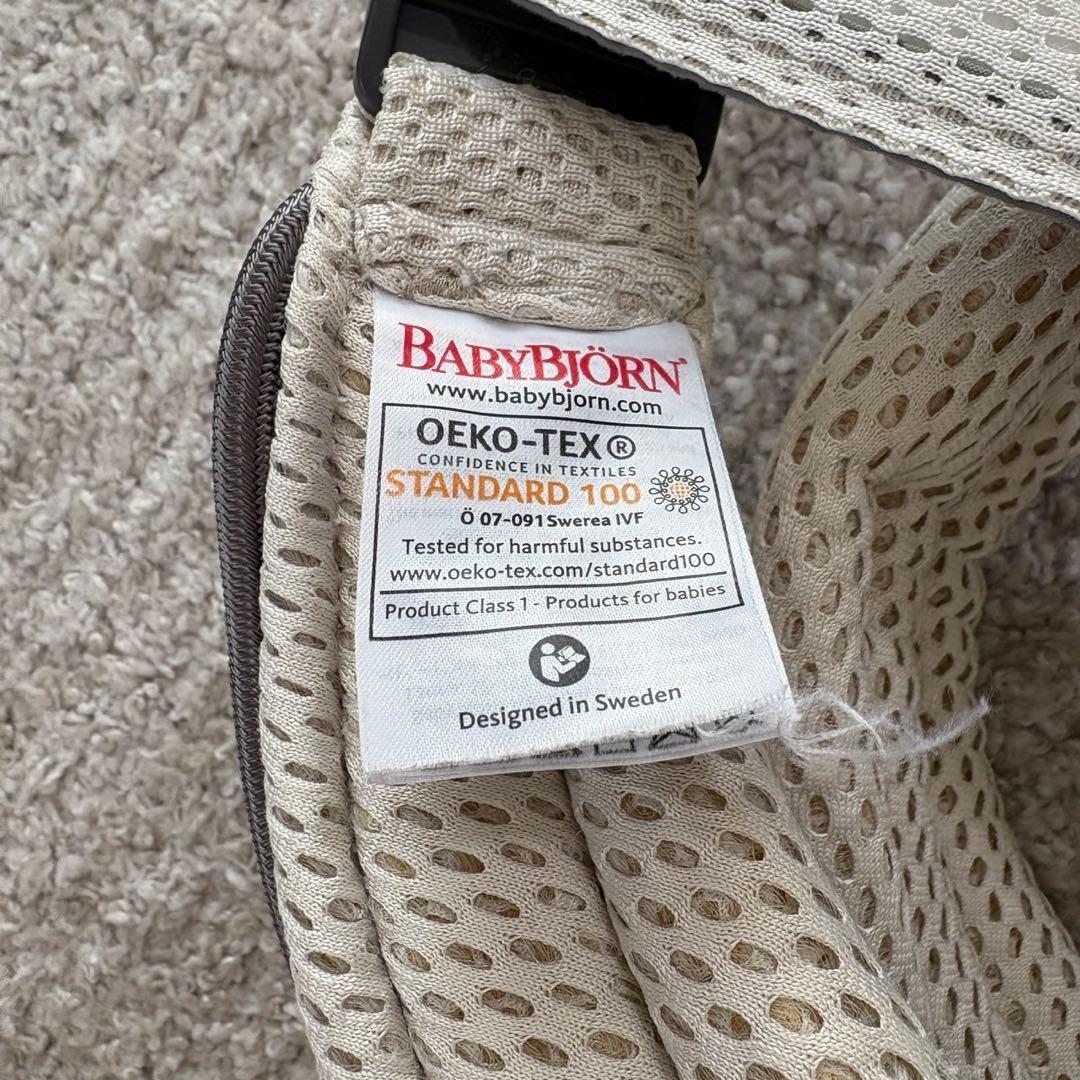 BABYBJÖRN®
www.babybjorn.com
OEKO-TEX®
CONFIDENCE IN TEXTILES
STANDARD 100
Ö 07-091 Swerea IVF
Tested for harmful substances.
www.oeko-tex.com/standard100
Product Class 1 - Products for babies
Designed in Sweden